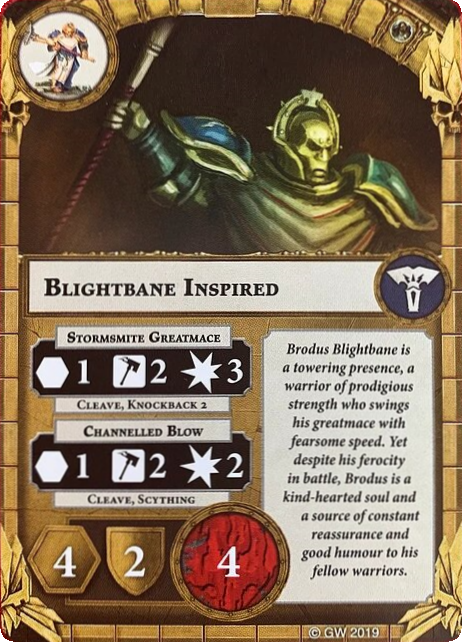 BLIGHTBANE INSPIRED
STORMSMITE GREATMACE
1 2 3
CLEAVE, KNOCKBACK 2
CHANNELLED BLOW
1 2 2
CLEAVE, SCYTHING
4 2 4
Brodus Blightbane is
a towering presence, a
warrior of prodigious
strength who swings
his greatmace with
fearsome speed. Yet
despite his ferocity
in battle, Brodus is a
kind-hearted soul and
a source of constant
reassurance and
good humour to his
fellow warriors.
© GW 2019